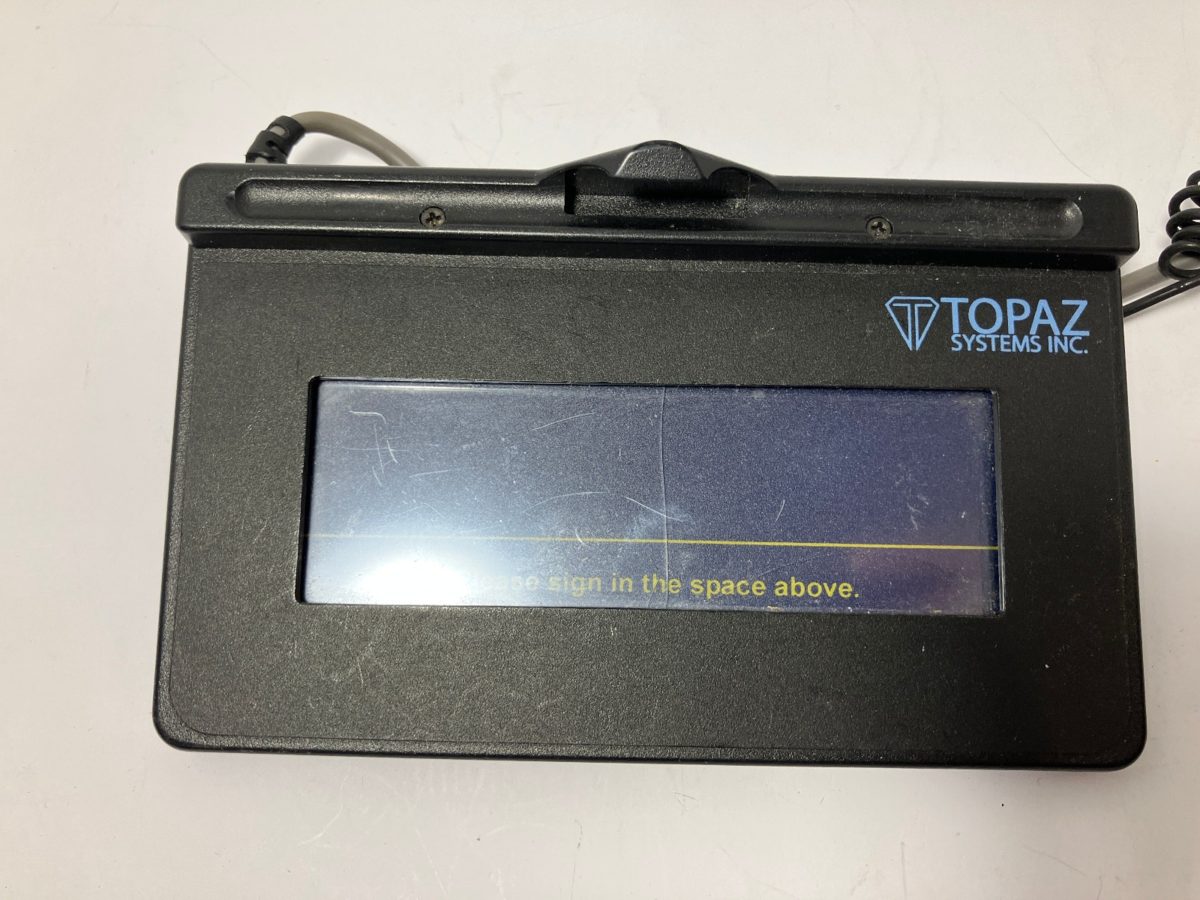 TOPAZ
SYSTEMS INC.
sign in the space above.